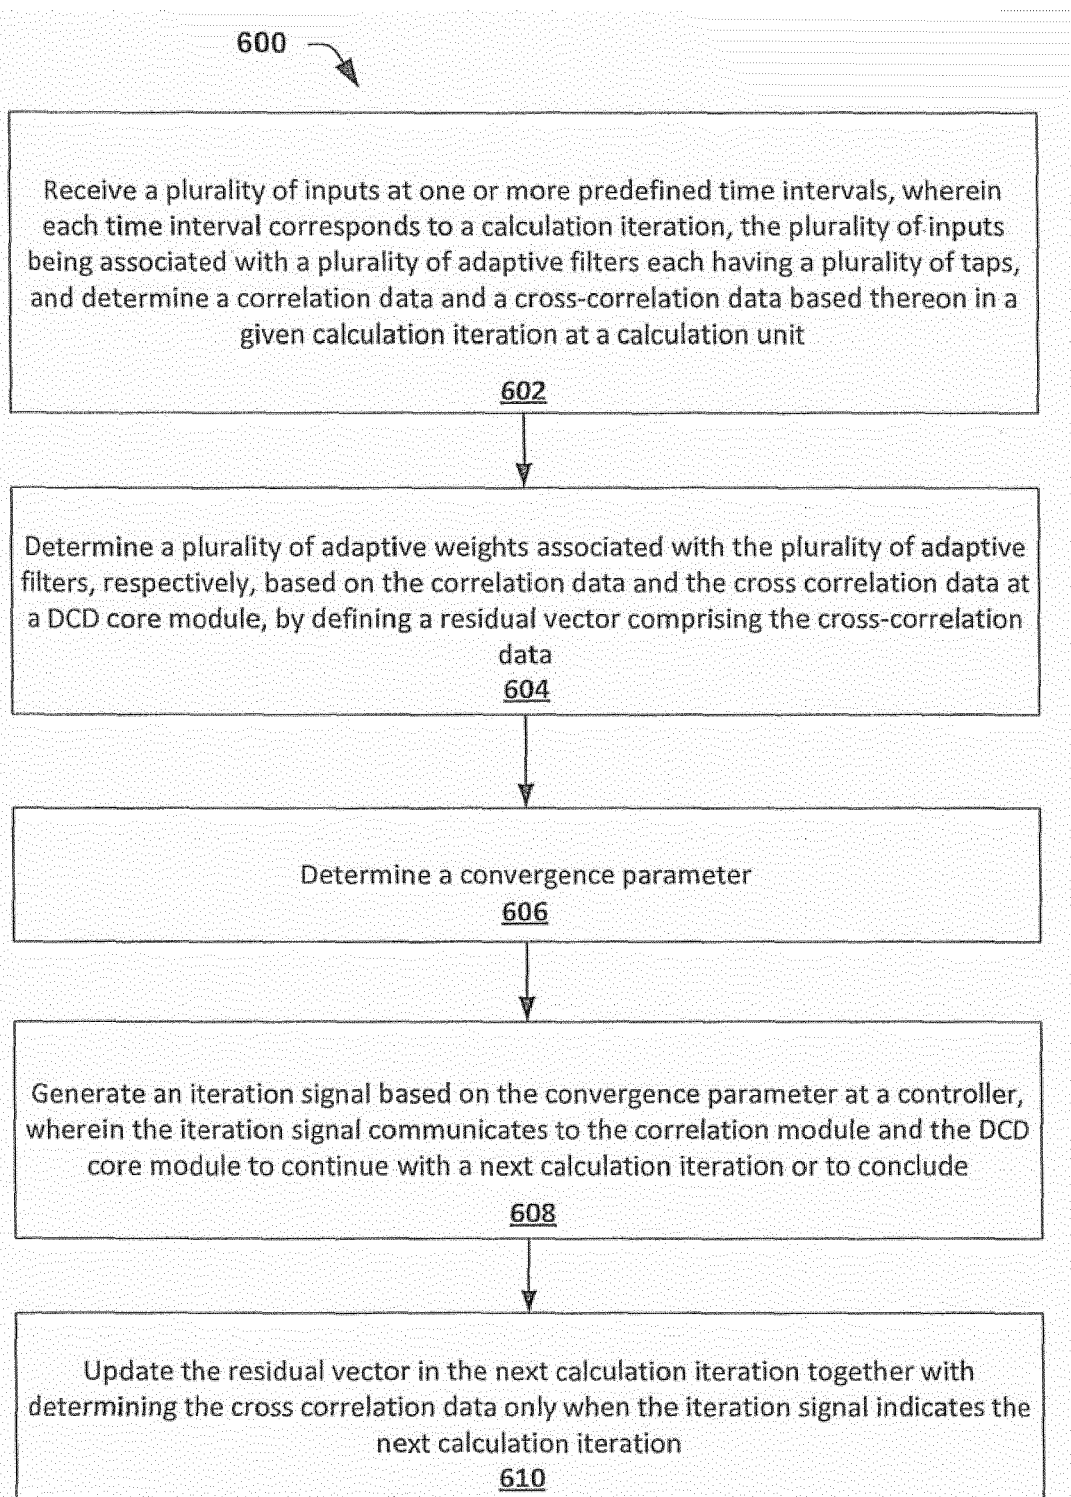 600
Receive a plurality of inputs at one or more predefined time intervals, wherein
each time interval corresponds to a calculation iteration, the plurality of inputs
being associated with a plurality of adaptive filters each having a plurality of taps,
and determine a correlation data and a cross-correlation data based thereon in a
given calculation iteration at a calculation unit
602
Determine a plurality of adaptive weights associated with the plurality of adaptive
filters, respectively, based on the correlation data and the cross correlation data at
a DCD core module, by defining a residual vector comprising the cross-correlation
data
604
Determine a convergence parameter
606
Generate an iteration signal based on the convergence parameter at a controller,
wherein the iteration signal communicates to the correlation module and the DCD
core module to continue with a next calculation iteration or to conclude
608
Update the residual vector in the next calculation iteration together with
determining the cross correlation data only when the iteration signal indicates the
next calculation iteration
610